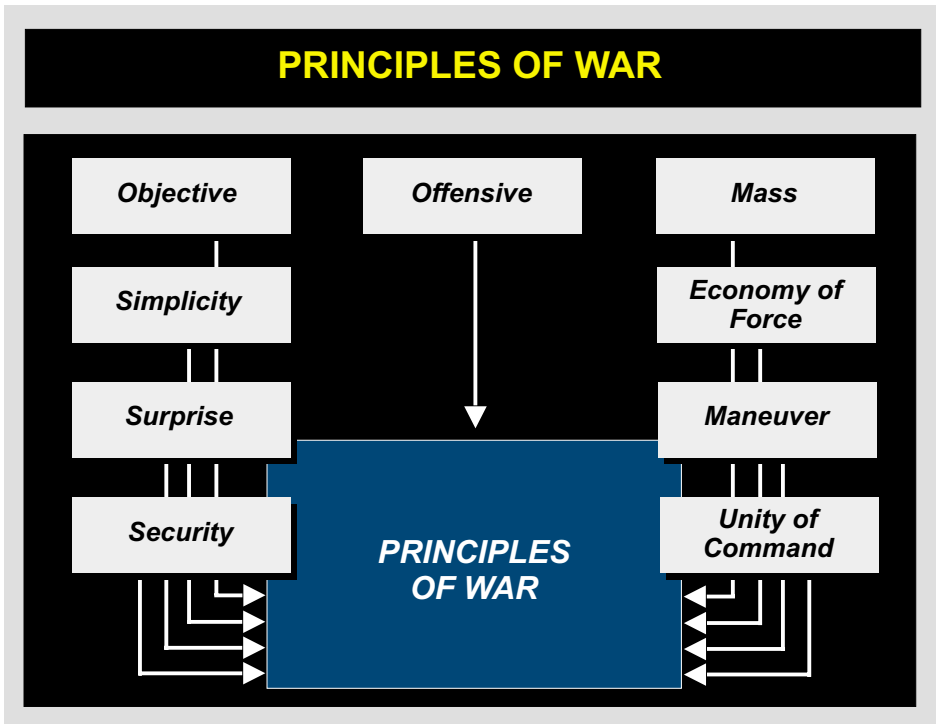 PRINCIPLES OF WAR
Objective
Offensive
Mass
Simplicity
Economy of
Force
Surprise
Maneuver
Security
Unity of
Command
PRINCIPLES
OF WAR